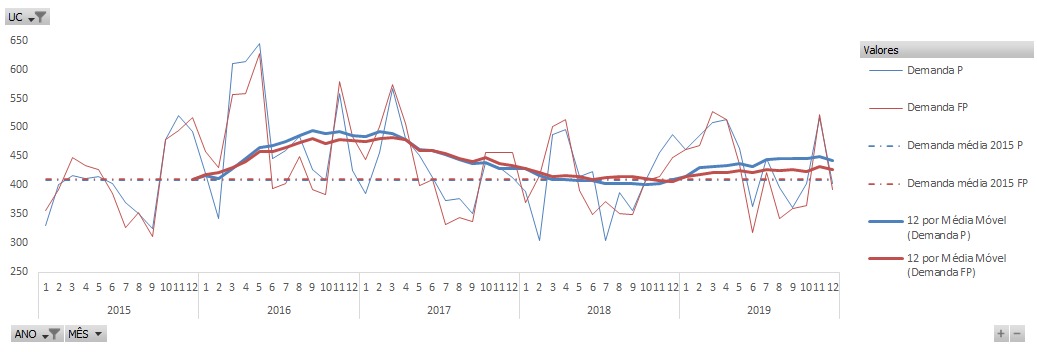 UC
650
600
550
500
450
400
350
300
250
1 2 3 4 5 6 7 8 9 10 11 12 1 2 3 4 5 6 7 8 9 10 11 12 1 2 3 4 5 6 7 8 9 10 11 12 1 2 3 4 5 6 7 8 9 10 11 12 1 2 3 4 5 6 7 8 9 10 11 12
2015 2016 2017 2018 2019
Valores
Demanda P
Demanda FP
Demanda média 2015 P
Demanda média 2015 FP
12 por Média Móvel
(Demanda P)
12 por Média Móvel
(Demanda FP)
ANO MÊS
+ −